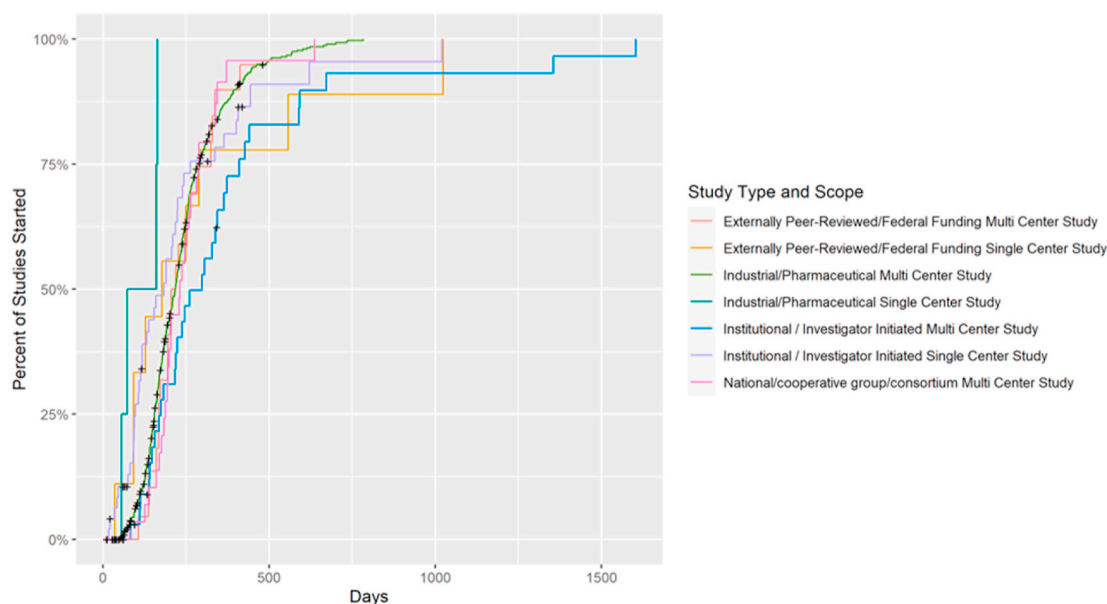 100%
75%
50%
25%
0%
Percent of Studies Started
0
500
1000
1500
Days
Study Type and Scope
Externally Peer-Reviewed/Federal Funding Multi Center Study
Externally Peer-Reviewed/Federal Funding Single Center Study
Industrial/Pharmaceutical Multi Center Study
Industrial/Pharmaceutical Single Center Study
Institutional / Investigator Initiated Multi Center Study
Institutional / Investigator Initiated Single Center Study
National/cooperative group/consortium Multi Center Study